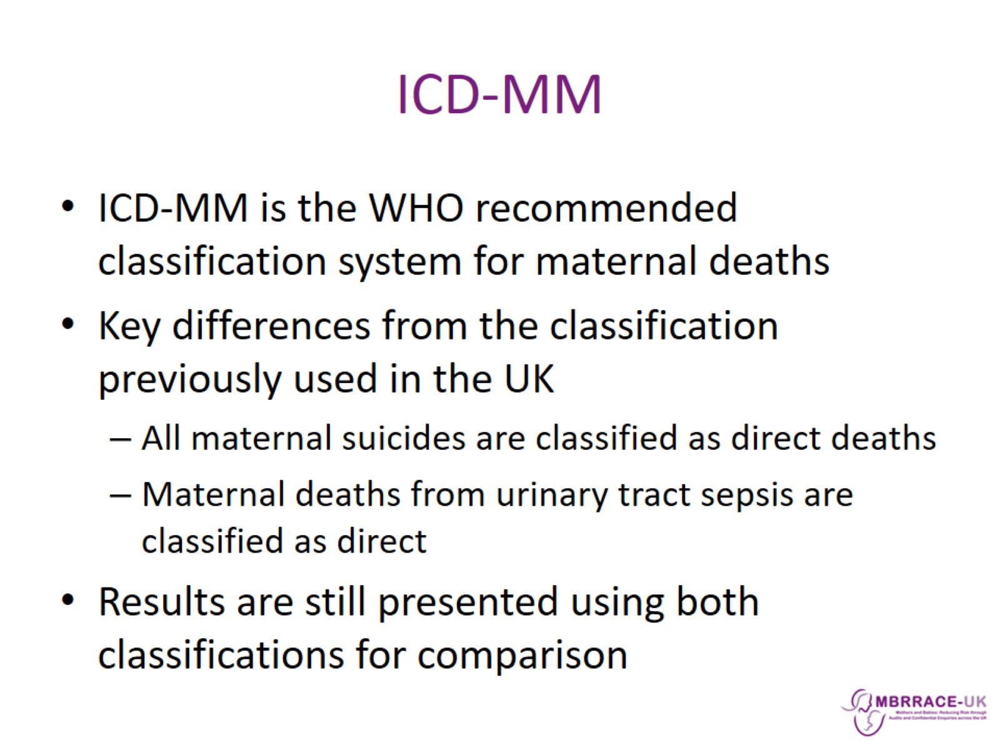 ICD-MM
• ICD-MM is the WHO recommended
classification system for maternal deaths
• Key differences from the classification
previously used in the UK
– All maternal suicides are classified as direct deaths
– Maternal deaths from urinary tract sepsis are
classified as direct
• Results are still presented using both
classifications for comparison
MBRRACE-UK
Mothers and Babies: Reducing Risk through
Audits and Confidential Enquiries across the UK